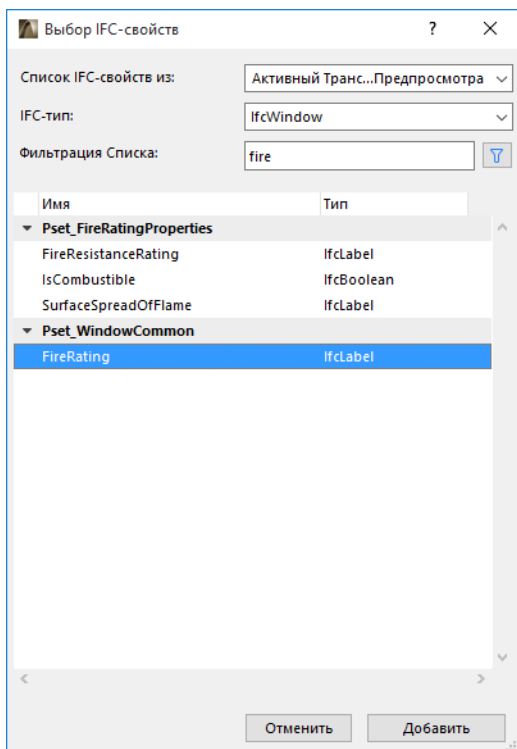 Выбор IFC-свойств ?
Список IFC-свойств из: Активный Транс...Предпросмотра
IFC-тип: IfcWindow
Фильтрация Списка: fire
Имя Тип
Pset_FireRatingProperties
FireResistanceRating IfcLabel
IsCombustible IfcBoolean
SurfaceSpreadOfFlame IfcLabel
Pset_WindowCommon
FireRating IfcLabel
Отменить Добавить